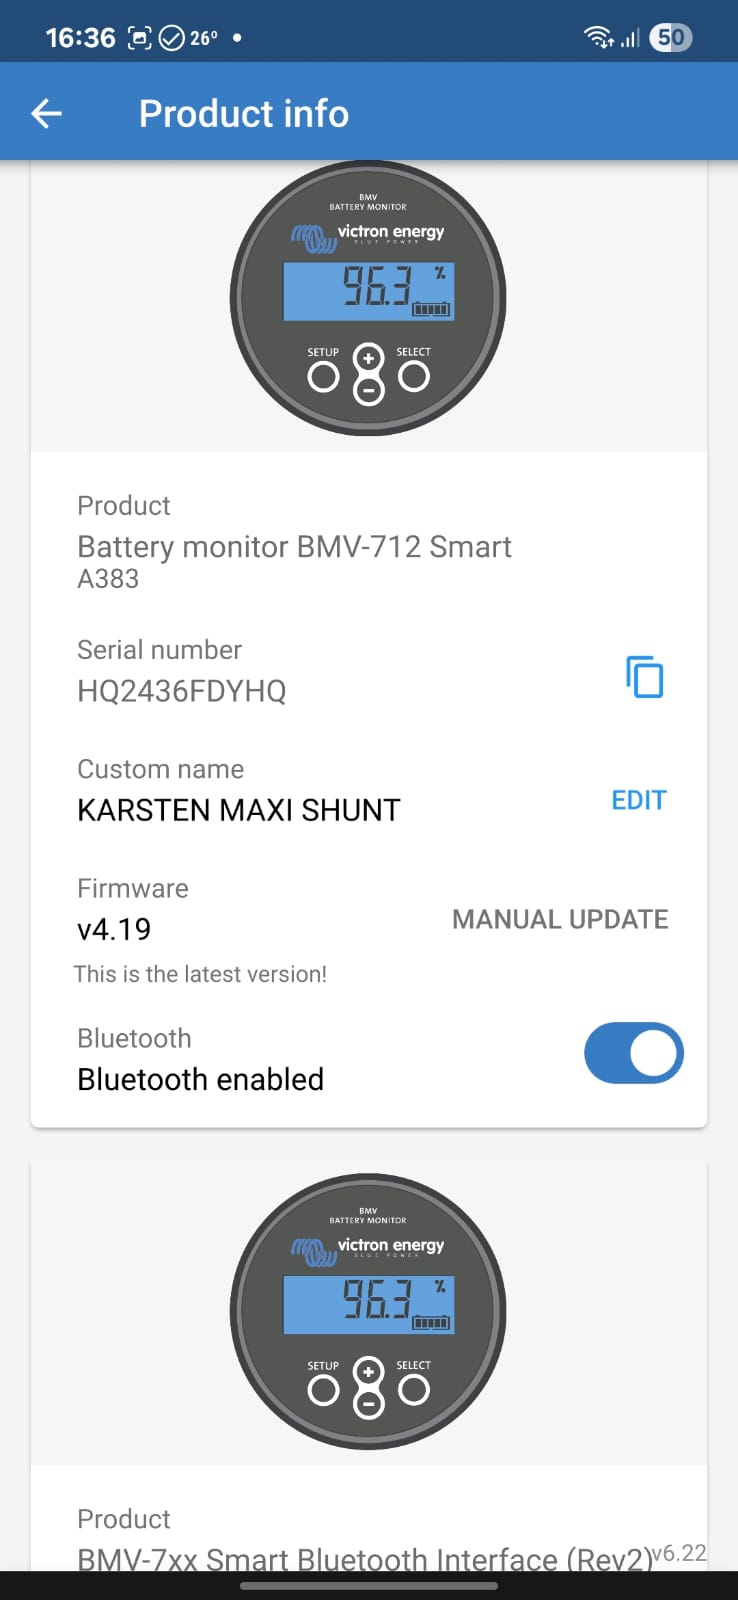 16:36 26°
50
Product info
BMV
BATTERY MONITOR
victron energy
BLUE POWER
96.3 %
SETUP
SELECT
+
-
Product
Battery monitor BMV-712 Smart
A383
Serial number
HQ2436FDYHQ
Custom name
KARSTEN MAXI SHUNT
EDIT
Firmware
v4.19
MANUAL UPDATE
This is the latest version!
Bluetooth
Bluetooth enabled
BMV
BATTERY MONITOR
victron energy
BLUE POWER
96.3 %
SETUP
SELECT
+
-
Product
BMV-7xx Smart Bluetooth Interface (Rev2)
v6.22